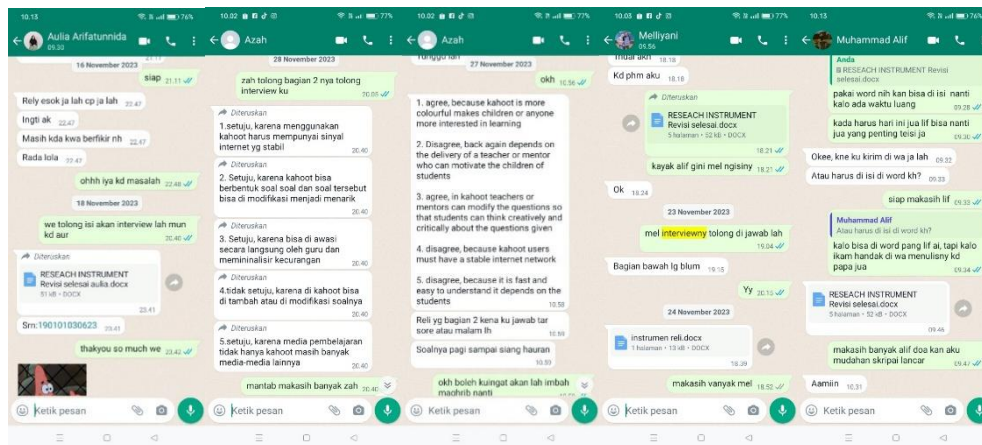 10.13
76%
Aulia Arifatunnida
09.30
16 November 2023
siap 21.11
Rely esok ja lah cp ja lah 22.47
Ingti ak 22.47
Masih kda kwa berfikir nh 22.47
Rada lola 22.47
ohhh iya kd masalah 22.48
18 November 2023
we tolong isi akan interview lah mun
kd aur 20.40
Diteruskan
RESEACH INSTRUMENT
Revisi selesai aulia.docx
51 kB • DOCX
23.41
Srn:190101030623 23.41
thakyou so much we 23.42
Ketik pesan
10.02
77%
Azah
28 November 2023
zah tolong bagian 2 nya tolong
interview ku 20.05
Diteruskan
1.setuju, karena menggunakan
kahoot harus mempunyai sinyal
internet yg stabil 20.40
Diteruskan
2. Setuju, karena kahoot bisa
berbentuk soal soal dan soal tersebut
bisa di modifikasi menjadi menarik
20.40
Diteruskan
3. Setuju, karena bisa di awasi
secara langsung oleh guru dan
memininalisir kecurangan 20.40
Diteruskan
4.tidak setuju, karena di kahoot bisa
di tambah atau di modifikasi soalnya
20.40
Diteruskan
5.setuju, karena media pembelajaran
tidak hanya kahoot masih banyak
media-media lainnya 20.40
mantab makasih banyak zah 20.40
Ketik pesan
10.02
77%
Azah
27 November 2023
okh 10.56
1. agree, because kahoot is more
colourful makes children or anyone
more interested in learning
2. Disagree, back again depends on
the delivery of a teacher or mentor
who can motivate the children of
students
3. agree, in kahoot teachers or
mentors can modify the questions so
that students can think creatively and
critically about the questions given
4. disagree, because kahoot users
must have a stable internet network
5. disagree, because it is fast and
easy to understand it depends on the
students 10.58
Reli yg bagian 2 kena ku jawab tar
sore atau malam lh 10.59
Soalnya pagi sampai siang hauran
10.59
okh boleh kuingat akan lah imbah
maghrib nanti
Ketik pesan
10.03
77%
Melliyani
09.56
Kd phm aku 18.18
Diteruskan
RESEACH INSTRUMENT
Revisi selesai.docx
5 halaman • 52 kB • DOCX
18.21
kayak alif gini mel ngisiny 18.21
Ok 18.24
23 November 2023
mel interviewny tolong di jawab lah
19.04
Bagian bawah lg blum 19.15
Yy 20.15
24 November 2023
instrumen reli.docx
1 halaman • 13 kB • DOCX
18.39
makasih vanyak mel 18.52
Ketik pesan
10.13
76%
Muhammad Alif
Anda
RESEACH INSTRUMENT Revisi
selesai.docx
pakai word nih kan bisa di isi nanti
kalo ada waktu luang 09.28
kada harus hari ini jua lif bisa nanti
jua yang penting teisi ja 09.30
Okee, kne ku kirim di wa ja lah 09.32
Atau harus di isi di word kh? 09.33
siap makasih lif 09.33
Muhammad Alif
Atau harus di isi di word kh?
kalo bisa di word pang lif ai, tapi kalo
ikam handak di wa menulisny kd
papa jua 09.34
RESEACH INSTRUMENT
Revisi selesai.docx
5 halaman • 52 kB • DOCX
09.46
makasih banyak alif doa kan aku
mudahan skripai lancar 09.47
Aamiin 10.31
Ketik pesan